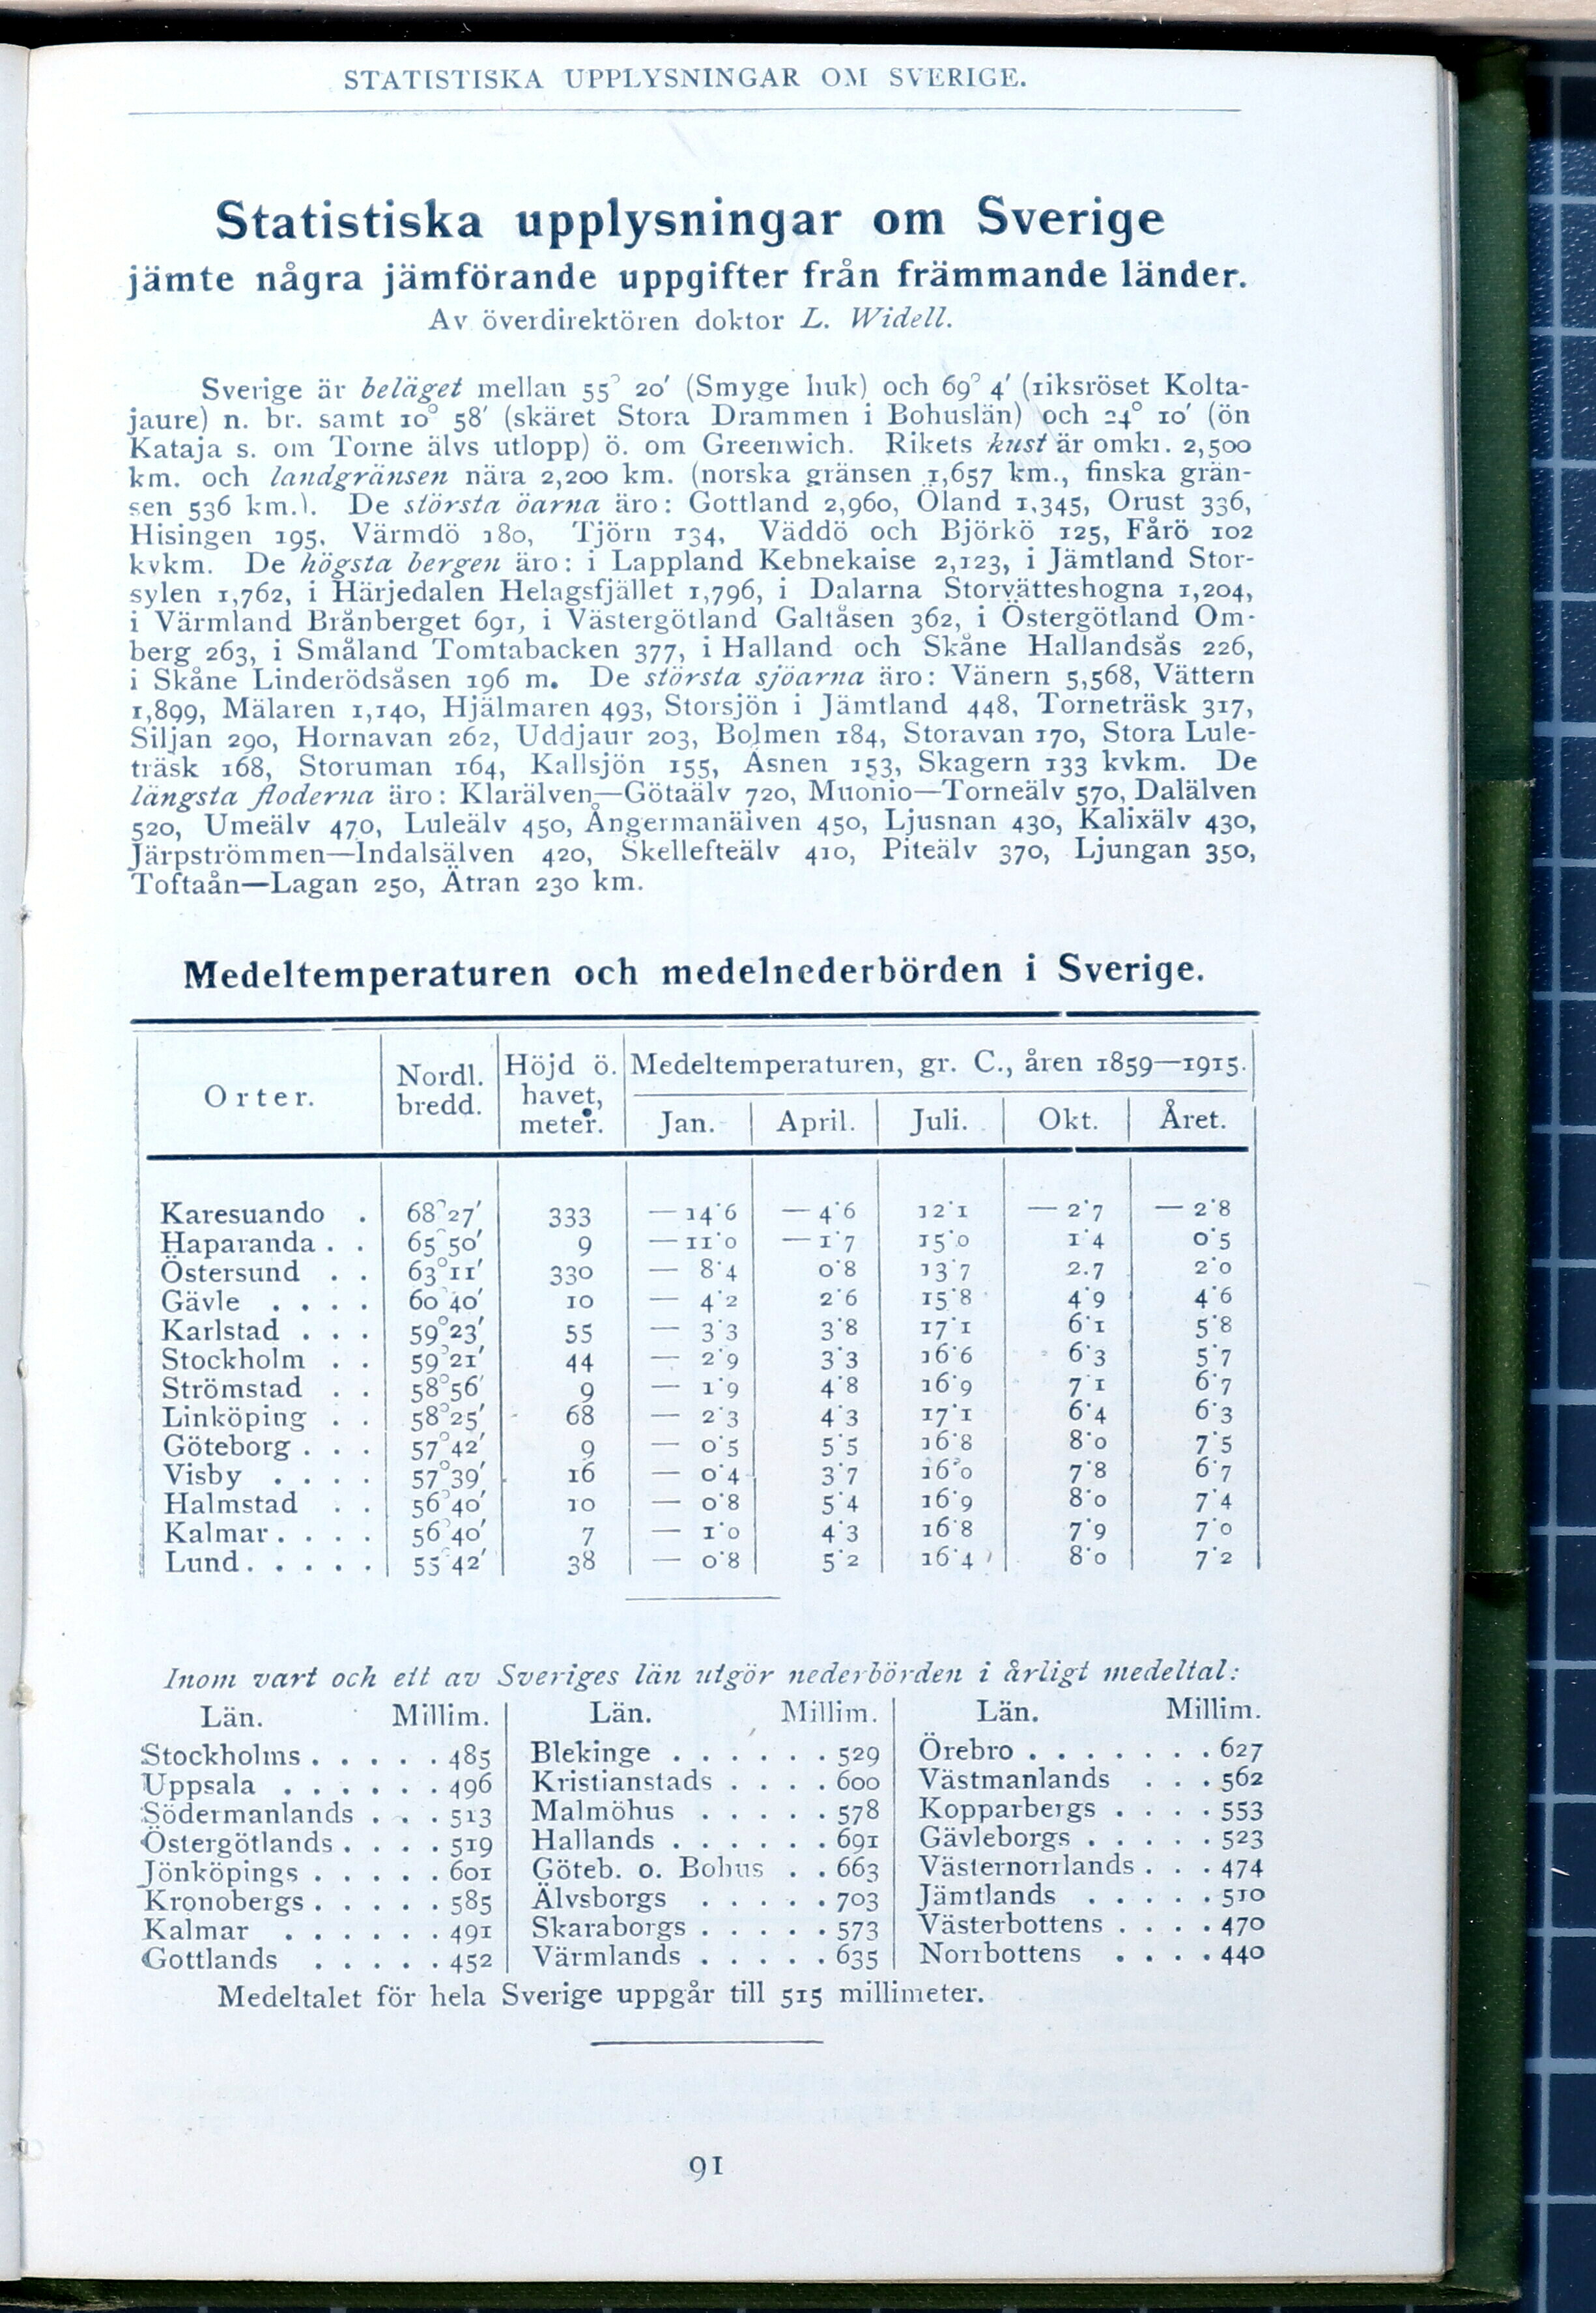 STATISTISKA UPPLYSNINGAR OM SVERIGE.
Statistiska upplysningar om Sverige
jämte några jämförande uppgifter från främmande länder.
Av överdirektören doktor L. Widell.
Sverige är beläget mellan 55° 20′ (Smyge huk) och 69° 4′ (riksröset Kolta-
jaure) n. br. samt 10° 58′ (skäret Stora Drammen i Bohuslän) och 24° 10′ (ön
Kataja s. om Torne älvs utlopp) ö. om Greenwich. Rikets kust är omkr. 2,500
km. och landgränsen nära 2,200 km. (norska gränsen 1,657 km., finska grän-
sen 536 km.). De största öarna äro: Gottland 2,960, Öland 1,345, Orust 336,
Hisingen 195, Värmdö 180, Tjörn 134, Väddö och Björkö 125, Fårö 102
kvkm. De högsta bergen äro: i Lappland Kebnekaise 2,123, i Jämtland Stor-
sylen 1,762, i Härjedalen Helagsfjället 1,796, i Dalarna Storvätteshogna 1,204,
i Värmland Brånberget 691, i Västergötland Galtåsen 362, i Östergötland Om-
berg 263, i Småland Tomtabacken 377, i Halland och Skåne Hallandsås 226,
i Skåne Linderödsåsen 196 m. De största sjöarna äro: Vänern 5,568, Vättern
1,899, Mälaren 1,140, Hjälmaren 493, Storsjön i Jämtland 448, Torneträsk 317,
Siljan 290, Hornavan 262, Uddjaur 203, Bolmen 184, Storavan 170, Stora Lule-
träsk 168, Storuman 164, Kallsjön 155, Åsnen 153, Skagern 133 kvkm. De
längsta floderna äro: Klarälven—Götaälv 720, Muonio—Torneälv 570, Dalälven
520, Umeälv 470, Luleälv 450, Ångermanälven 450, Ljusnan 430, Kalixälv 430,
Järpströmmen—Indalsälven 420, Skellefteälv 410, Piteälv 370, Ljungan 350,
Toftaån—Lagan 250, Ätran 230 km.
Medeltemperaturen och medelnederbörden i Sverige.
Orter. Nordl. bredd. Höjd ö. havet, meter. Medeltemperaturen, gr. C., åren 1859—1915.
Jan. April. Juli. Okt. Året.
Karesuando . 68°27′ 333 — 14·6 — 4·6 12·1 — 2·7 — 2·8
Haparanda . . 65°50′ 9 — 11·0 — 1·7 15·0 1·4 0·5
Östersund . . 63°11′ 330 — 8·4 0·8 13·7 2.7 2·0
Gävle . . . . 60°40′ 10 — 4·2 2·6 15·8 4·9 4·6
Karlstad . . . 59°23′ 55 — 3·3 3·8 17·1 6·1 5·8
Stockholm . . 59°21′ 44 — 2·9 3·3 16·6 6·3 5·7
Strömstad . . 58°56′ 9 — 1·9 4·8 16·9 7·1 6·7
Linköping . . 58°25′ 68 — 2·3 4·3 17·1 6·4 6·3
Göteborg . . . 57°42′ 9 — 0·5 5·5 16·8 8·0 7·5
Visby . . . . 57°39′ 16 — 0·4 3·7 16·0 7·8 6·7
Halmstad . . 56°40′ 10 — 0·8 5·4 16·9 8·0 7·4
Kalmar . . . . 56°40′ 7 — 1·0 4·3 16·8 7·9 7·0
Lund . . . . . 55°42′ 38 — 0·8 5·2 16·4 8·0 7·2
Inom vart och ett av Sveriges län utgör nederbörden i årligt medeltal:
Län. Millim. Län. Millim. Län. Millim.
Stockholms . . . . . 485 Blekinge . . . . . . 529 Örebro . . . . . . . 627
Uppsala . . . . . . 496 Kristianstads . . . . 600 Västmanlands . . . 562
Södermanlands . . . 513 Malmöhus . . . . . 578 Kopparbergs . . . . 553
Östergötlands . . . . 519 Hallands . . . . . . 691 Gävleborgs . . . . . 523
Jönköpings . . . . . 601 Göteb. o. Bohus . . 663 Västernorrlands . . . 474
Kronobergs . . . . . 585 Älvsborgs . . . . . 703 Jämtlands . . . . . 510
Kalmar . . . . . . 491 Skaraborgs . . . . . 573 Västerbottens . . . . 470
Gottlands . . . . . 452 Värmlands . . . . . 635 Norrbottens . . . . 440
Medeltalet för hela Sverige uppgår till 515 millimeter.
91